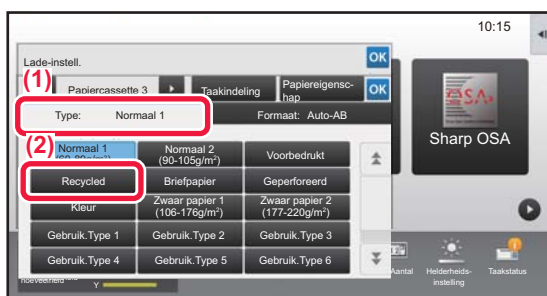 10:15
Lade-instell.
OK
(1)
Papiercassette 3
Taakindeling
Papiereigensc-
hap
OK
Type: Normaal 1
Formaat: Auto-AB
(2)
Normaal 1
Normaal 2
(90-105g/m²)
Voorbedrukt
Recycled
Briefpapier
Geperforeerd
Kleur
Zwaar papier 1
(106-176g/m²)
Zwaar papier 2
(177-220g/m²)
Gebruik.Type 1
Gebruik.Type 2
Gebruik.Type 3
Gebruik.Type 4
Gebruik.Type 5
Gebruik.Type 6
OSA
Sharp OSA
Y
Aantal
Helderheids-
instelling
Taakstatus